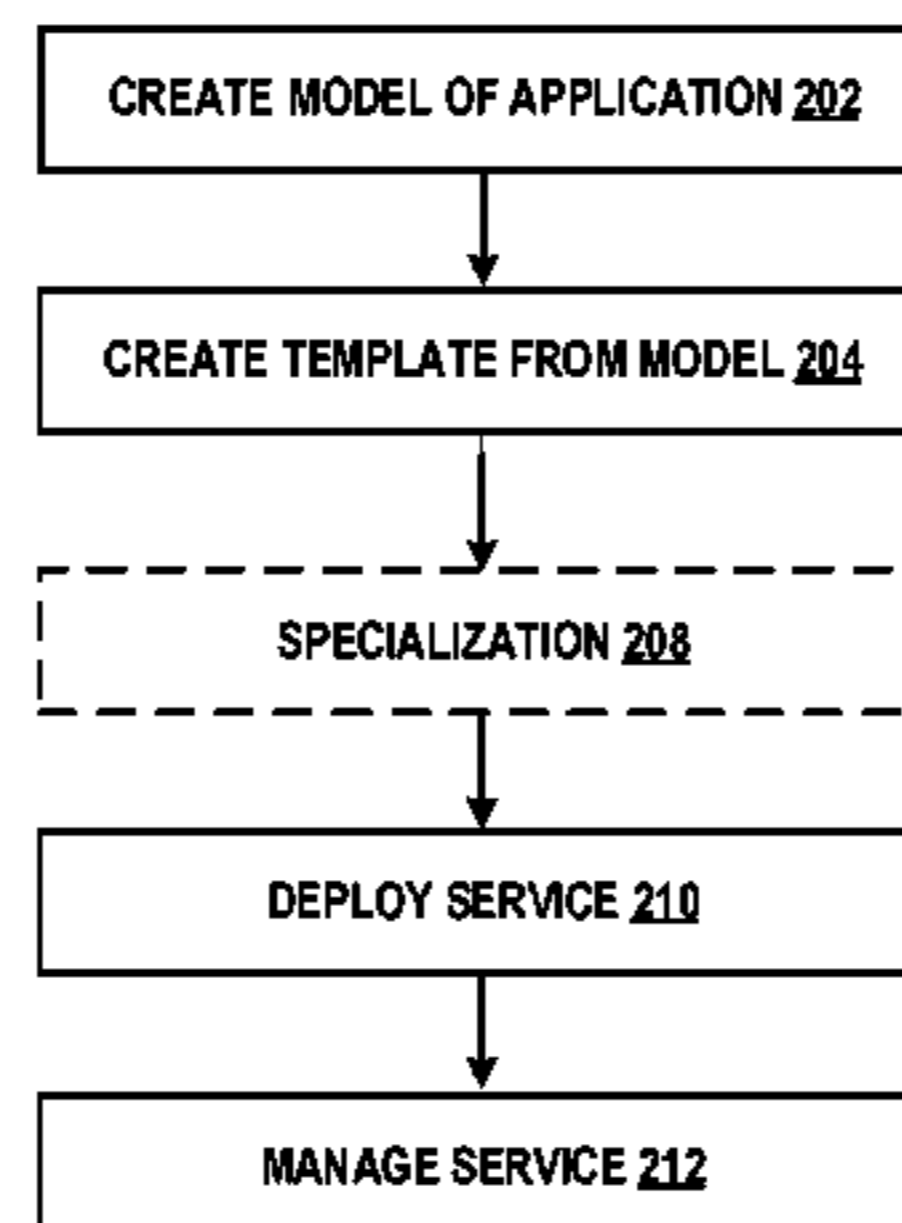 CREATE MODEL OF APPLICATION 202
CREATE TEMPLATE FROM MODEL 204
SPECIALIZATION 208
DEPLOY SERVICE 210
MANAGE SERVICE 212